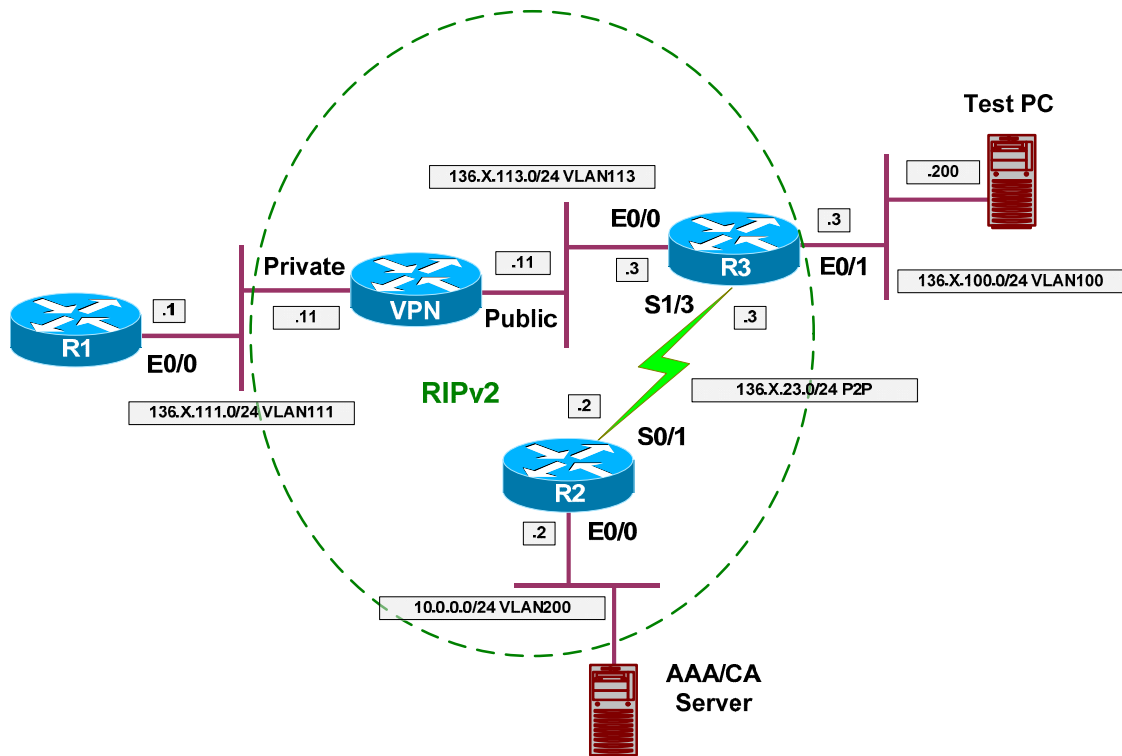 Test PC
.200
136.X.113.0/24 VLAN113
E0/0
.3
R3
.3
E0/1
136.X.100.0/24 VLAN100
Private
.11
VPN
.11
Public
S1/3
.3
.1
R1
E0/0
136.X.111.0/24 VLAN111
RIPv2
136.X.23.0/24 P2P
.2
S0/1
R2
.2
E0/0
10.0.0.0/24 VLAN200
AAA/CA
Server